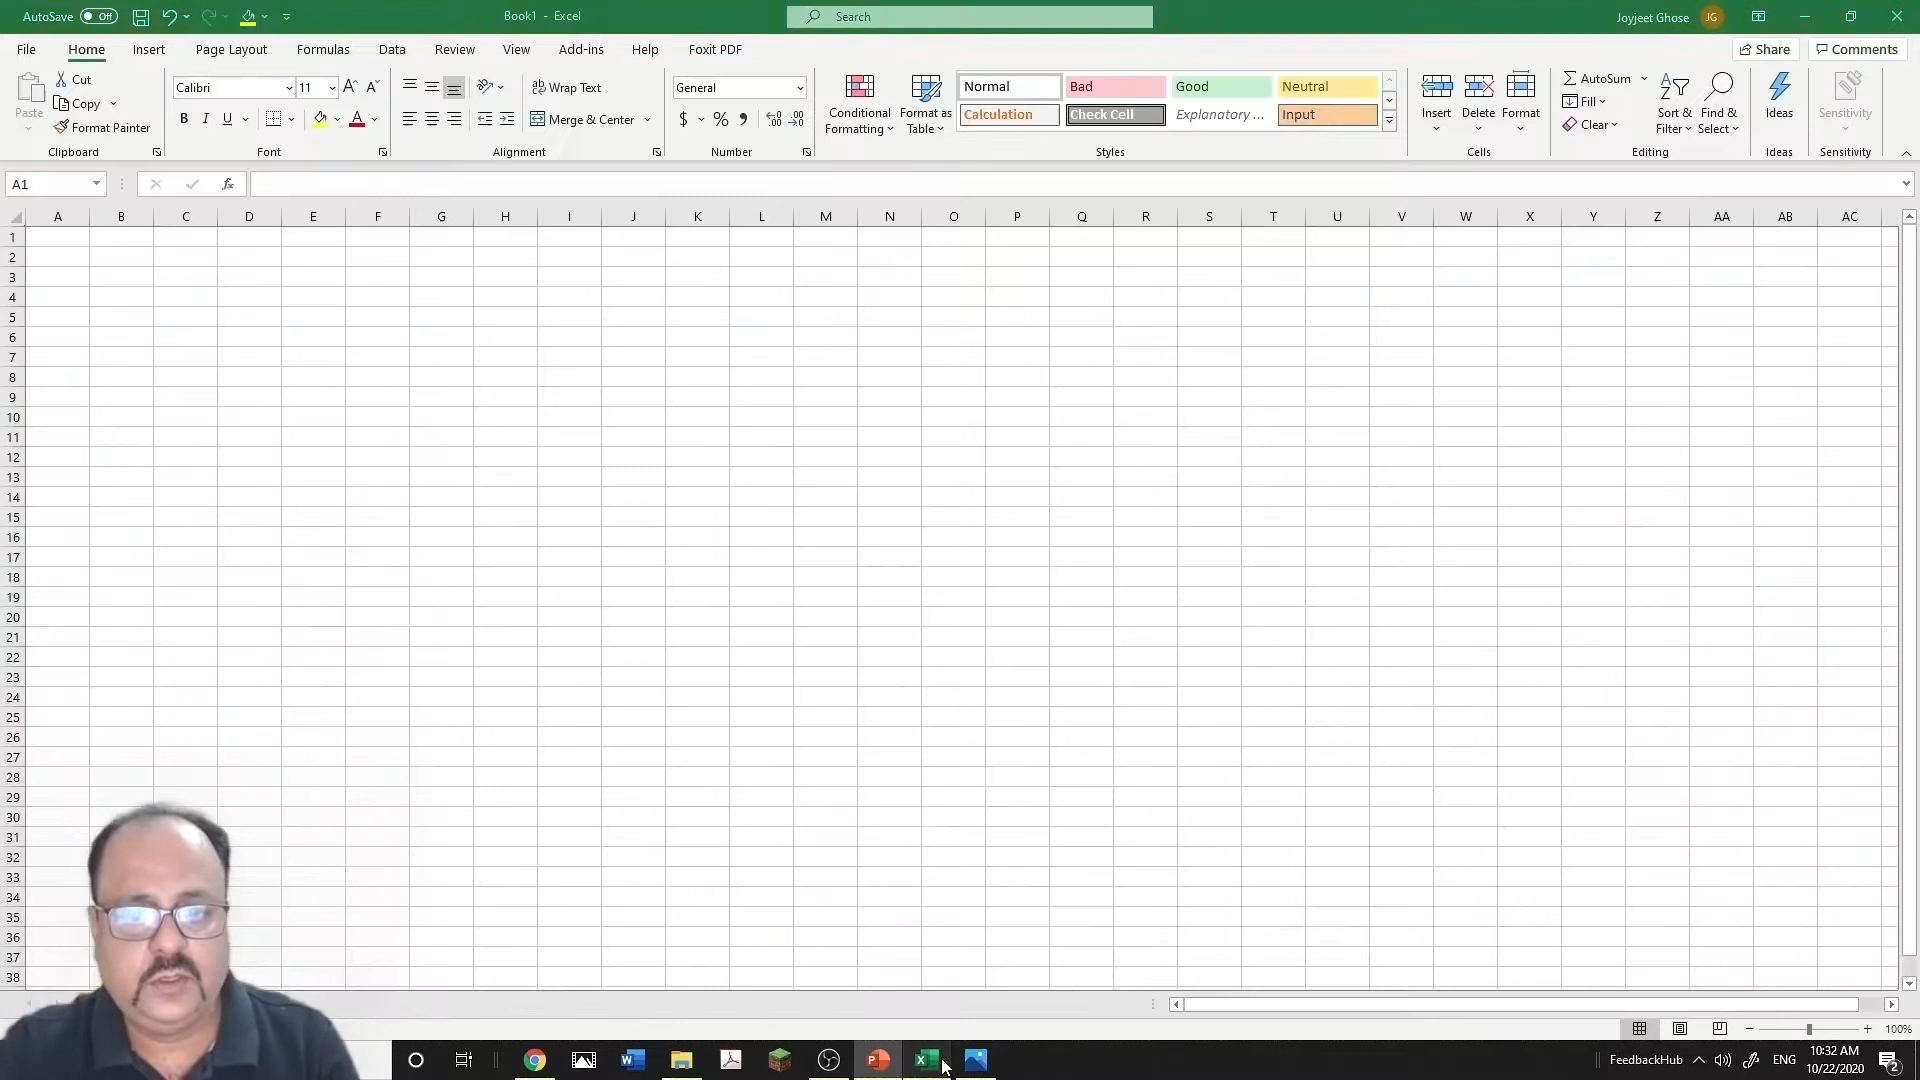 AutoSave Off Book1 - Excel Search Joyjeet Ghose JG
File Home Insert Page Layout Formulas Data Review View Add-ins Help Foxit PDF Share Comments
Paste Cut Copy Format Painter Clipboard
Calibri 11 B I U A Font
ab Wrap Text Merge & Center Alignment
General $ % , Number
Conditional Formatting Format as Table
Normal Bad Good Neutral
Calculation Check Cell Explanatory ... Input
Styles
Insert Delete Format Cells
AutoSum Fill Clear Sort & Filter Find & Select Editing
Ideas Ideas
Sensitivity Sensitivity
A1 fx
A B C D E F G H I J K L M N O P Q R S T U V W X Y Z AA AB AC
1
2
3
4
5
6
7
8
9
10
11
12
13
14
15
16
17
18
19
20
21
22
23
24
25
26
27
28
29
30
31
32
33
34
35
36
37
38
100%
FeedbackHub ENG 10:32 AM
10/22/2020 2